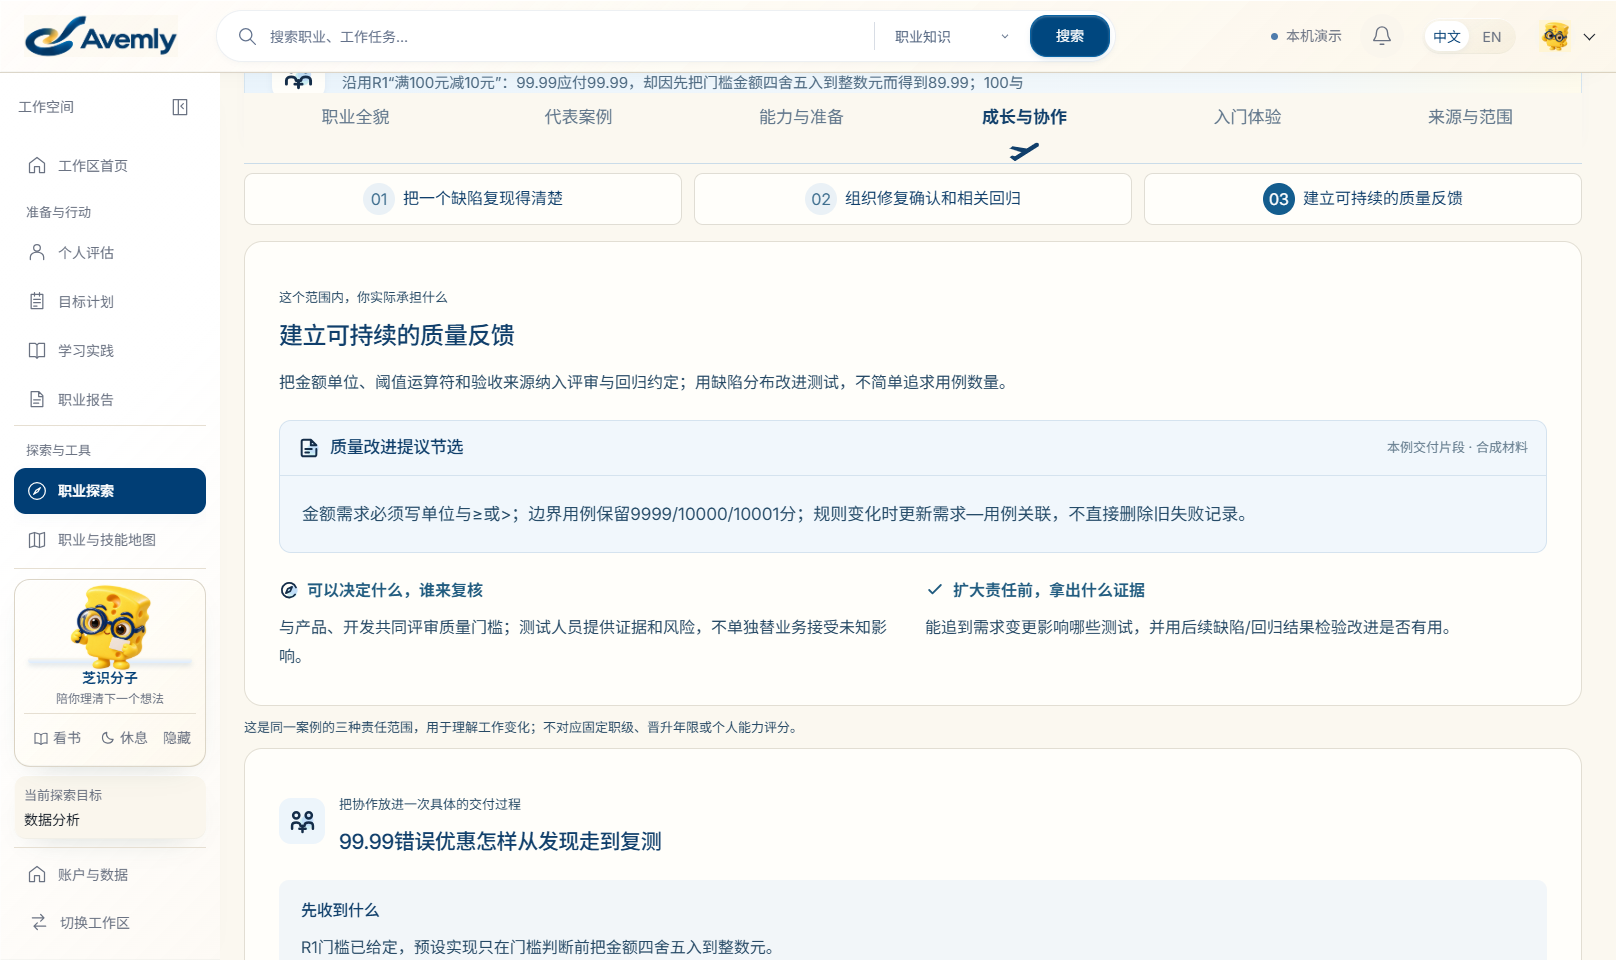 Avemly
搜索职业、工作任务...
职业知识
搜索
本机演示
中文
EN
工作空间
工作区首页
准备与行动
个人评估
目标计划
学习实践
职业报告
探索与工具
职业探索
职业与技能地图
芝识分子
陪你理清下一个想法
看书
休息
隐藏
当前探索目标
数据分析
账户与数据
切换工作区
沿用R1“满100元减10元”：99.99应付99.99，却因先把门槛金额四舍五入到整数元而得到89.99；100与
职业全貌
代表案例
能力与准备
成长与协作
入门体验
来源与范围
01 把一个缺陷复现得清楚
02 组织修复确认和相关回归
03 建立可持续的质量反馈
这个范围内，你实际承担什么
建立可持续的质量反馈
把金额单位、阈值运算符和验收来源纳入评审与回归约定；用缺陷分布改进测试，不简单追求用例数量。
质量改进提议节选
本例交付片段 · 合成材料
金额需求必须写单位与≥或>；边界用例保留9999/10000/10001分；规则变化时更新需求—用例关联，不直接删除旧失败记录。
可以决定什么，谁来复核
与产品、开发共同评审质量门槛；测试人员提供证据和风险，不单独替业务接受未知影
响。
扩大责任前，拿出什么证据
能追到需求变更影响哪些测试，并用后续缺陷/回归结果检验改进是否有用。
这是同一案例的三种责任范围，用于理解工作变化；不对应固定职级、晋升年限或个人能力评分。
把协作放进一次具体的交付过程
99.99错误优惠怎样从发现走到复测
先收到什么
R1门槛已给定，预设实现只在门槛判断前把金额四舍五入到整数元。